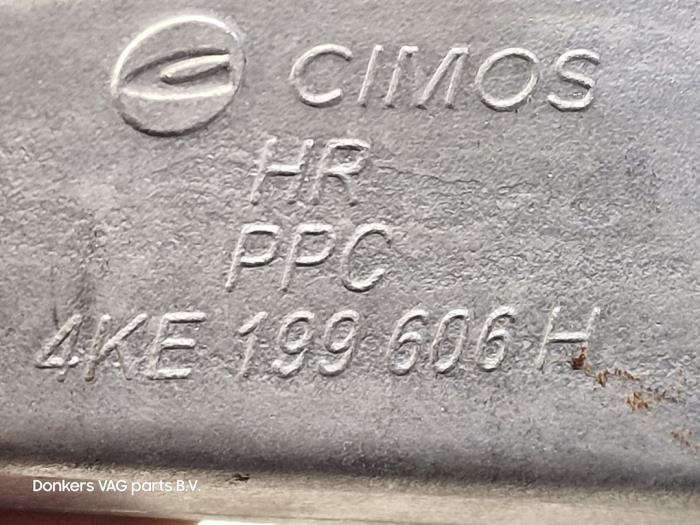 CIMOS
HR
PPC
4KE 199 606 H
Donkers VAG parts B.V.